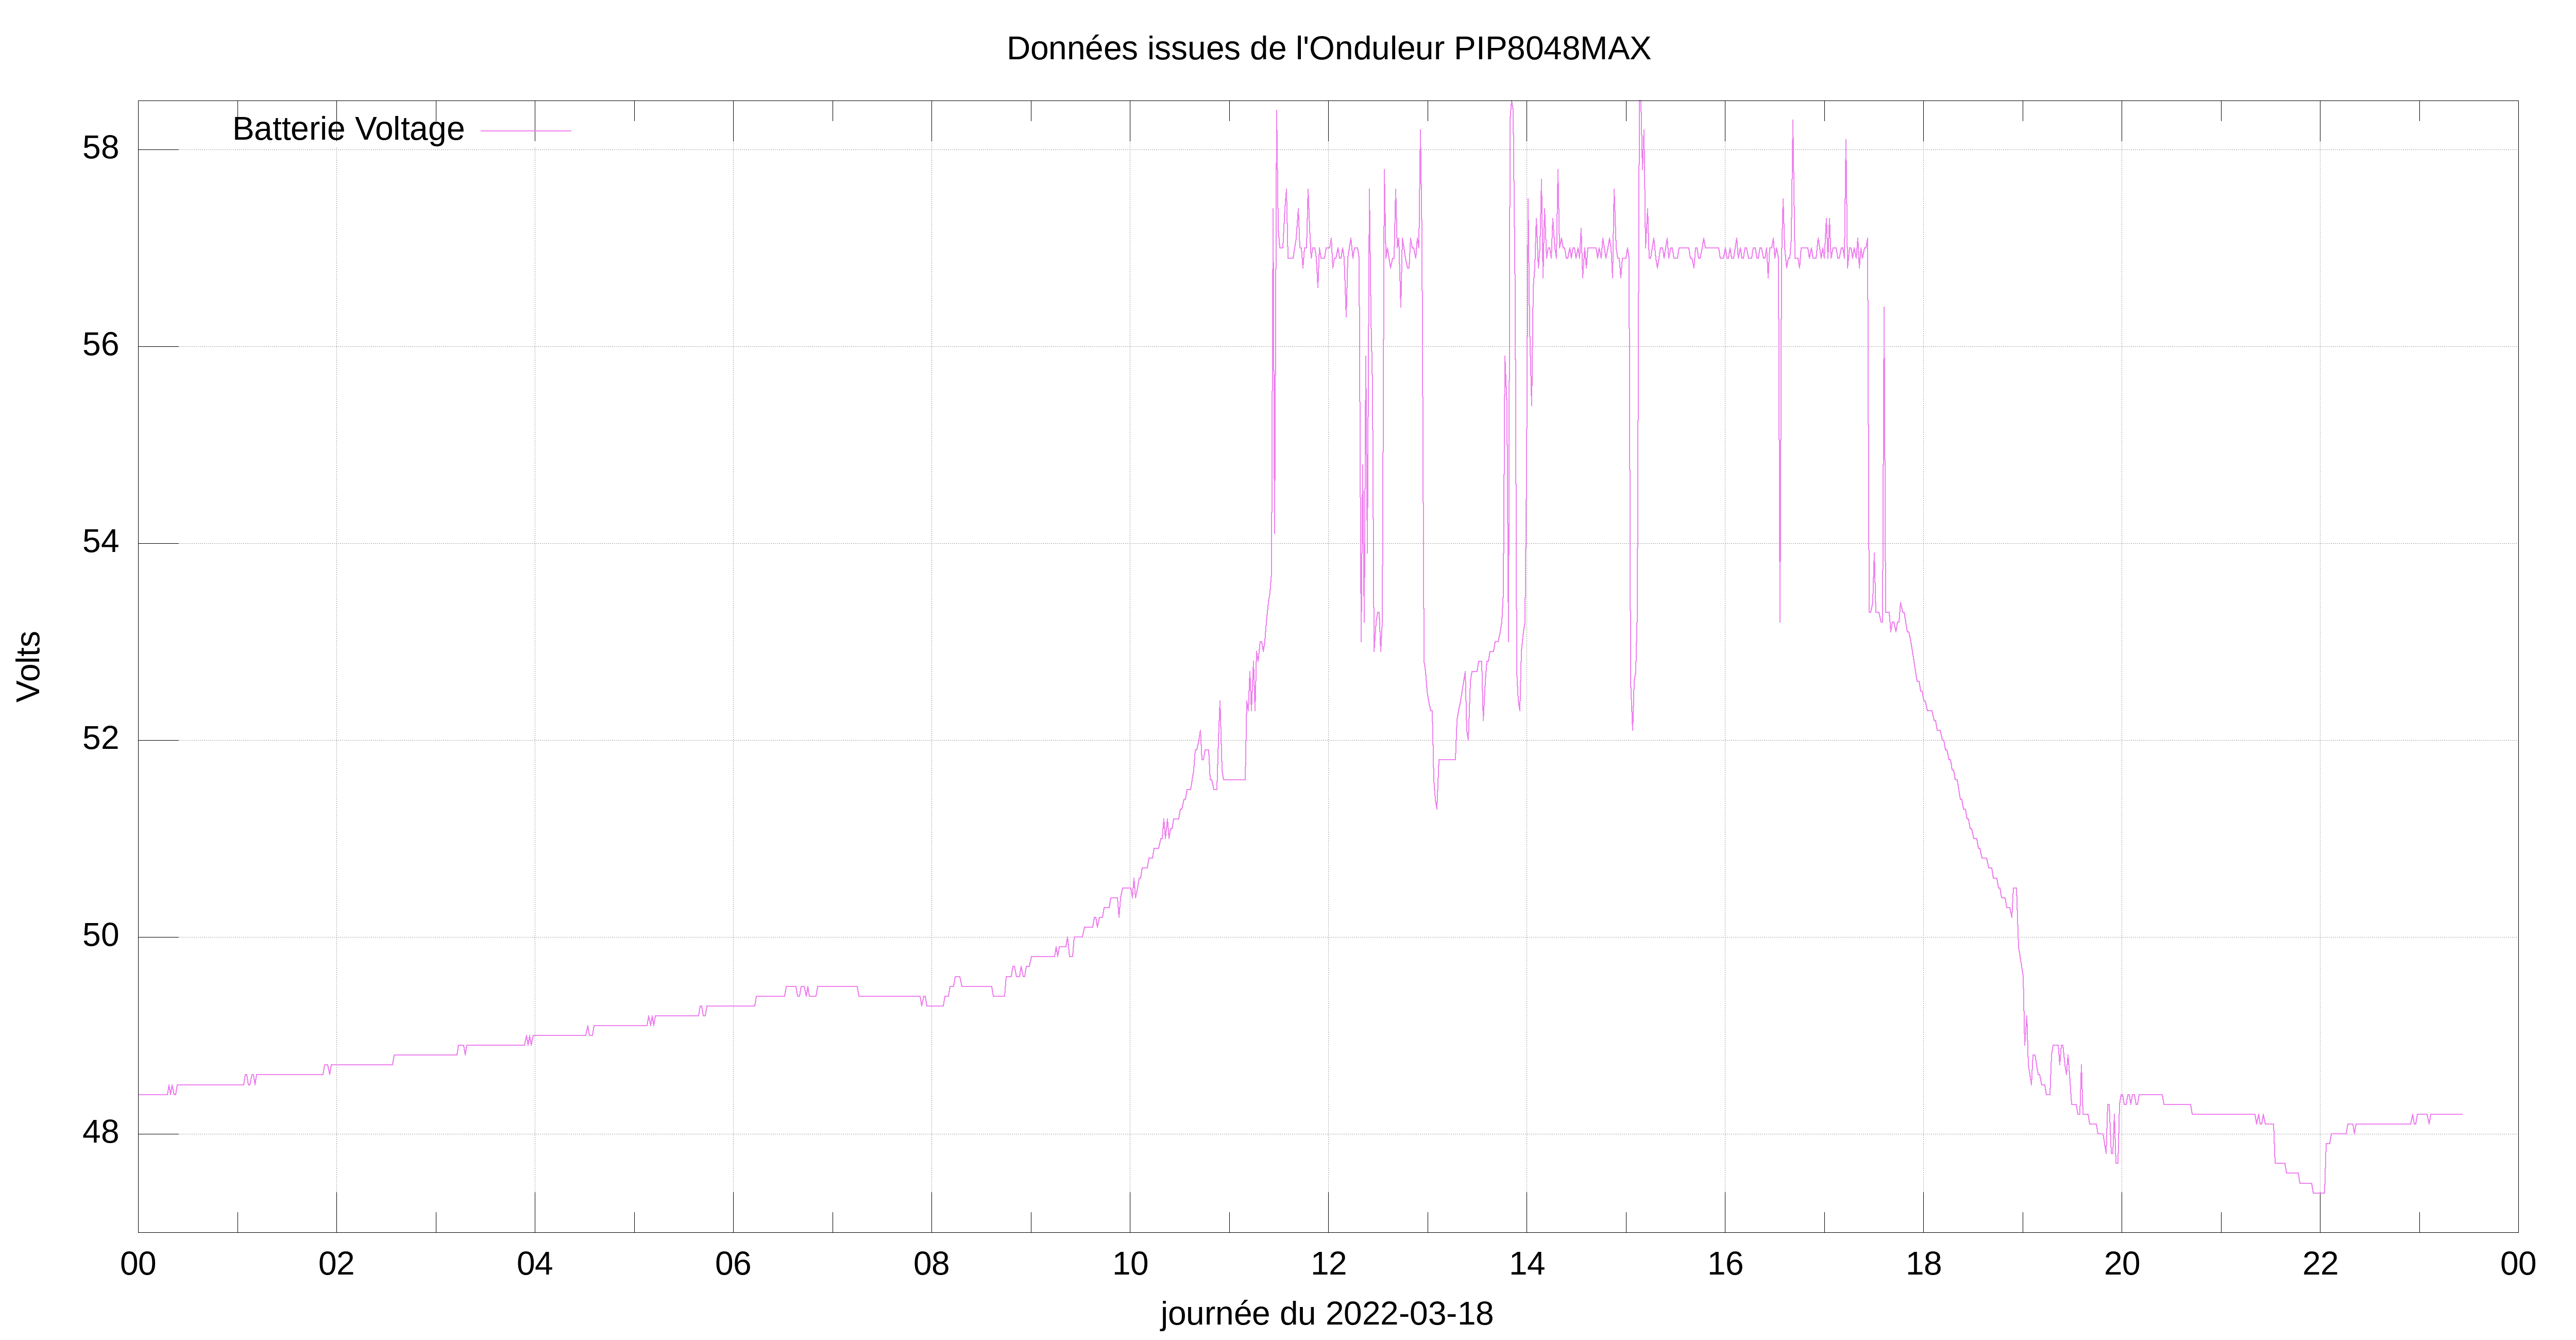 Données issues de l'Onduleur PIP8048MAX
Batterie Voltage
58
56
54
52
50
48
Volts
00 02 04 06 08 10 12 14 16 18 20 22 00
journée du 2022-03-18